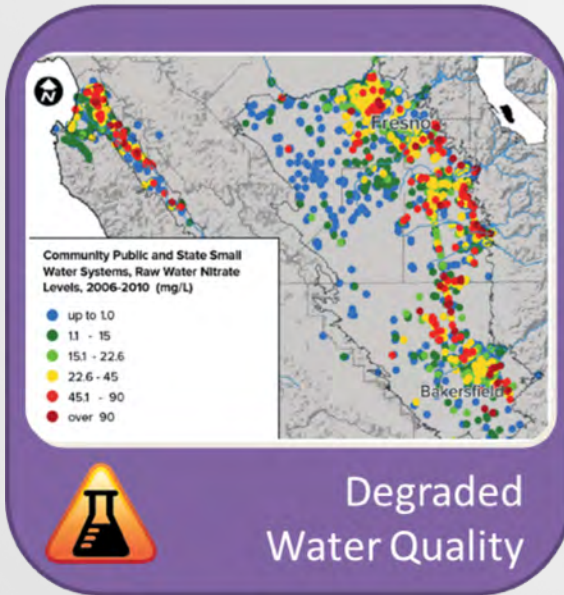 N
Fresno
Community Public and State Small
Water Systems, Raw Water Nitrate
Levels, 2006-2010 (mg/L)
up to 1.0
1.1 - 15
15.1 - 22.6
22.6 - 45
45.1 - 90
over 90
Bakersfield
Degraded
Water Quality